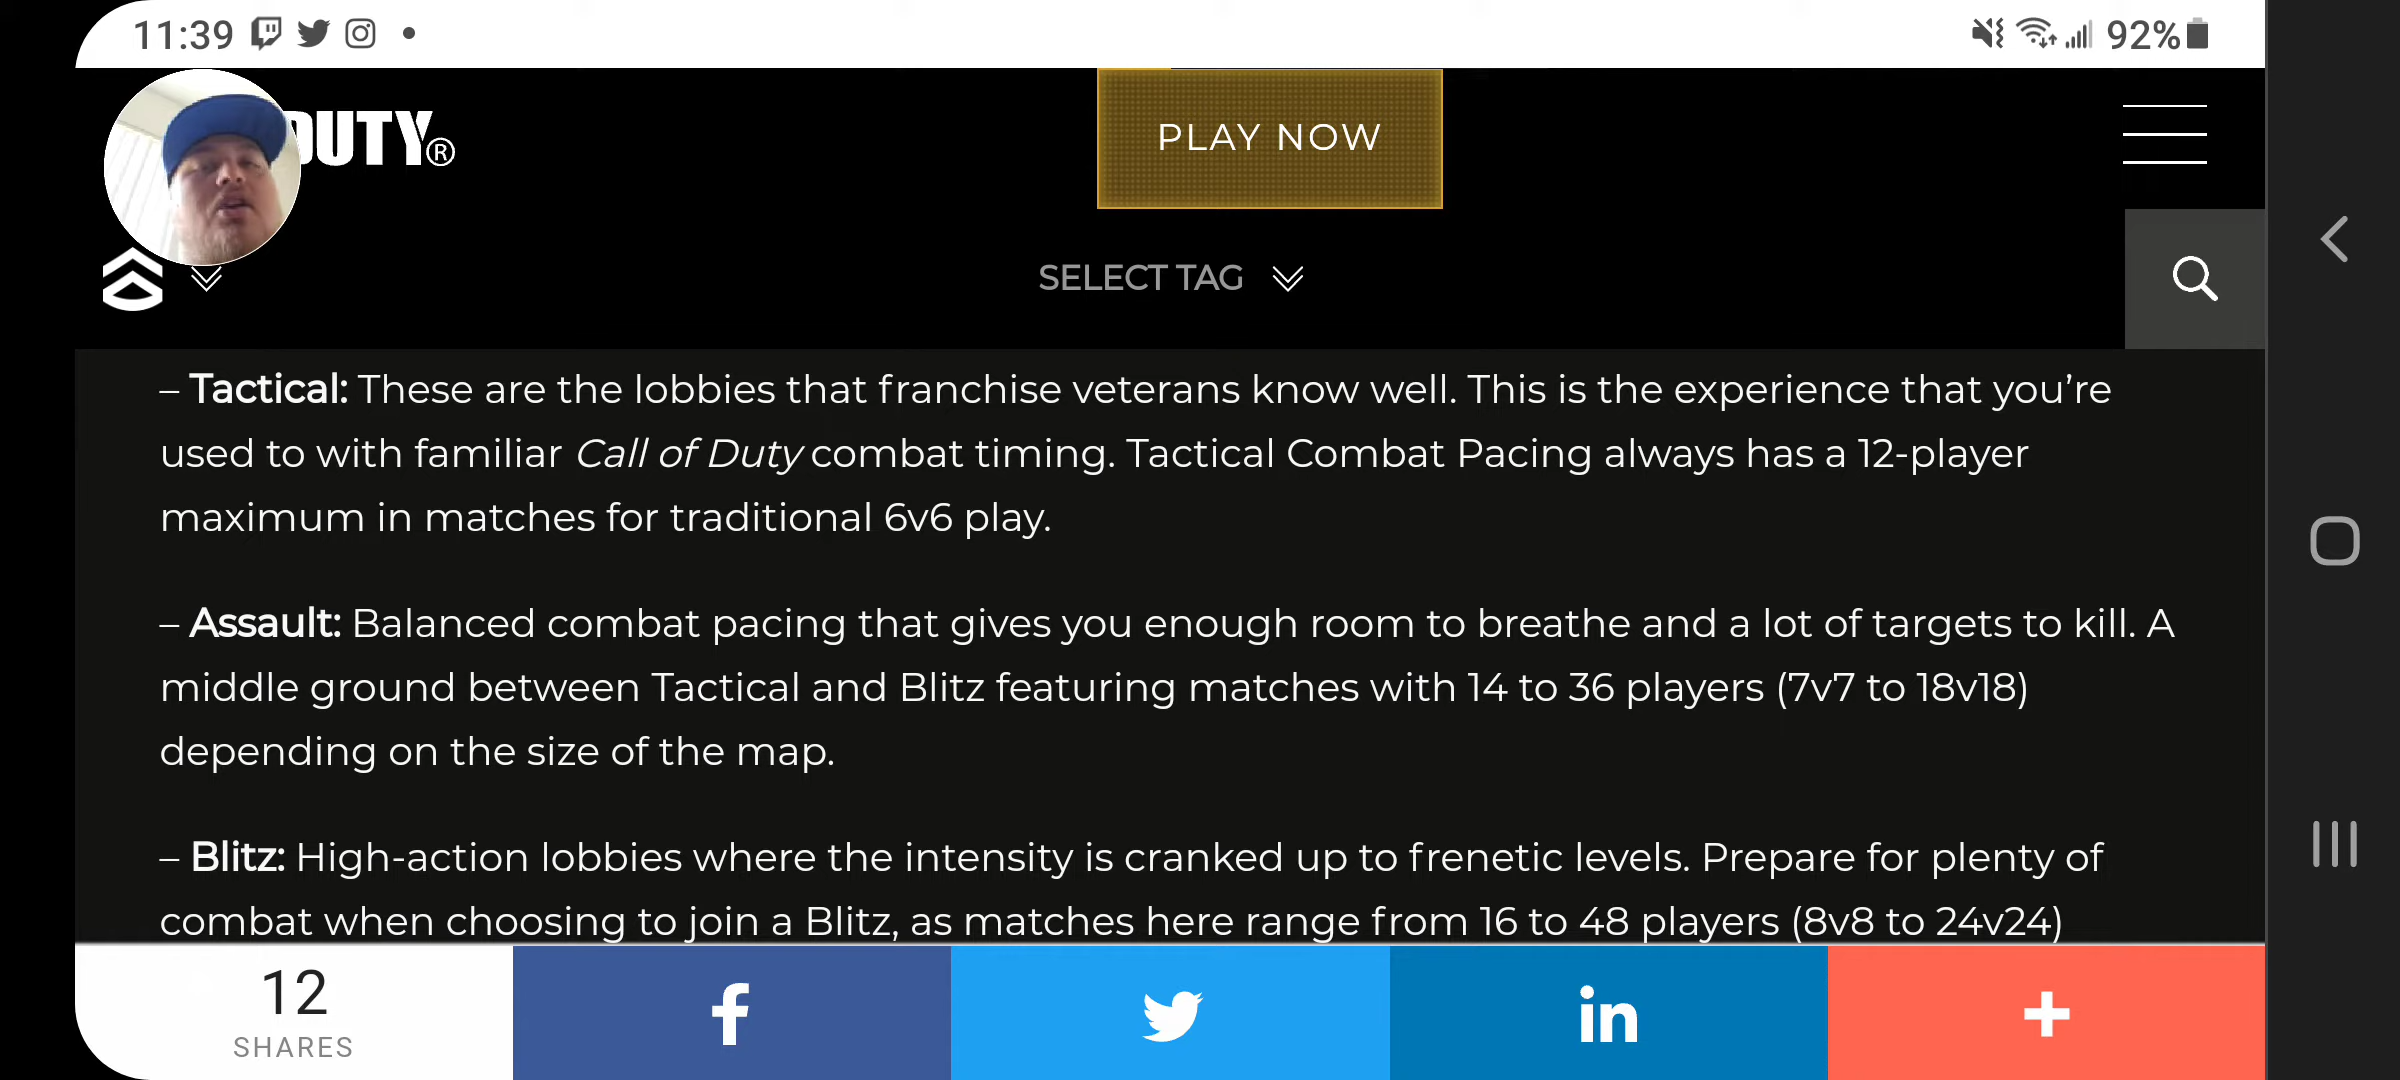 11:39
92%
DUTY®
PLAY NOW
SELECT TAG
– Tactical: These are the lobbies that franchise veterans know well. This is the experience that you’re
used to with familiar Call of Duty combat timing. Tactical Combat Pacing always has a 12-player
maximum in matches for traditional 6v6 play.
– Assault: Balanced combat pacing that gives you enough room to breathe and a lot of targets to kill. A
middle ground between Tactical and Blitz featuring matches with 14 to 36 players (7v7 to 18v18)
depending on the size of the map.
– Blitz: High-action lobbies where the intensity is cranked up to frenetic levels. Prepare for plenty of
combat when choosing to join a Blitz, as matches here range from 16 to 48 players (8v8 to 24v24)
12
SHARES
f
in